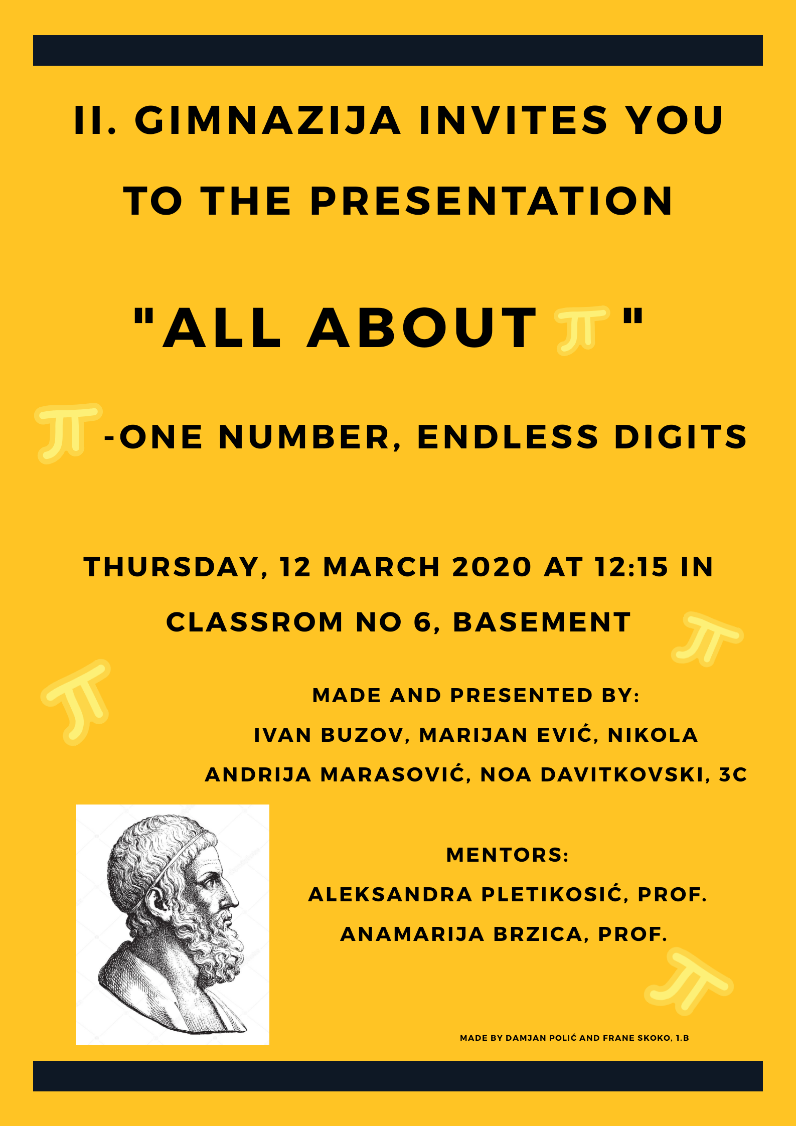 II. GIMNAZIJA INVITES YOU
TO THE PRESENTATION
"ALL ABOUT π"
π-ONE NUMBER, ENDLESS DIGITS
THURSDAY, 12 MARCH 2020 AT 12:15 IN
CLASSROM NO 6, BASEMENT
MADE AND PRESENTED BY:
IVAN BUZOV, MARIJAN EVIĆ, NIKOLA
ANDRIJA MARASOVIĆ, NOA DAVITKOVSKI, 3C
MENTORS:
ALEKSANDRA PLETIKOSIĆ, PROF.
ANAMARIJA BRZICA, PROF.
MADE BY DAMJAN POLIĆ AND FRANE SKOKO, 1.B